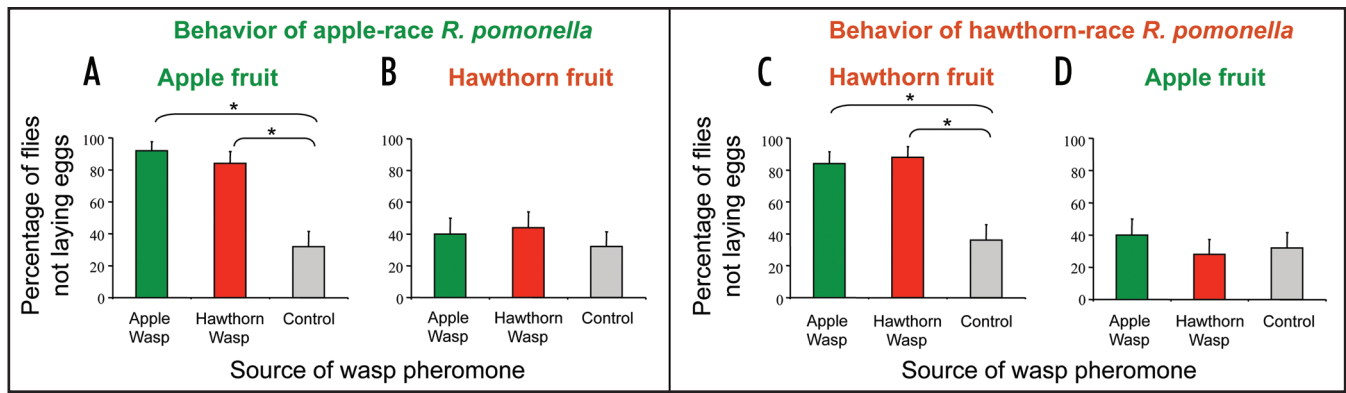 Behavior of apple-race R. pomonella
A
Apple fruit
B
Hawthorn fruit
Percentage of flies
not laying eggs
100
80
60
40
20
0
*
*
Apple
Wasp
Hawthorn
Wasp
Control
100
80
60
40
20
0
Apple
Wasp
Hawthorn
Wasp
Control
Source of wasp pheromone
Behavior of hawthorn-race R. pomonella
C
Hawthorn fruit
D
Apple fruit
Percentage of flies
not laying eggs
100
80
60
40
20
0
*
*
Apple
Wasp
Hawthorn
Wasp
Control
100
80
60
40
20
0
Apple
Wasp
Hawthorn
Wasp
Control
Source of wasp pheromone